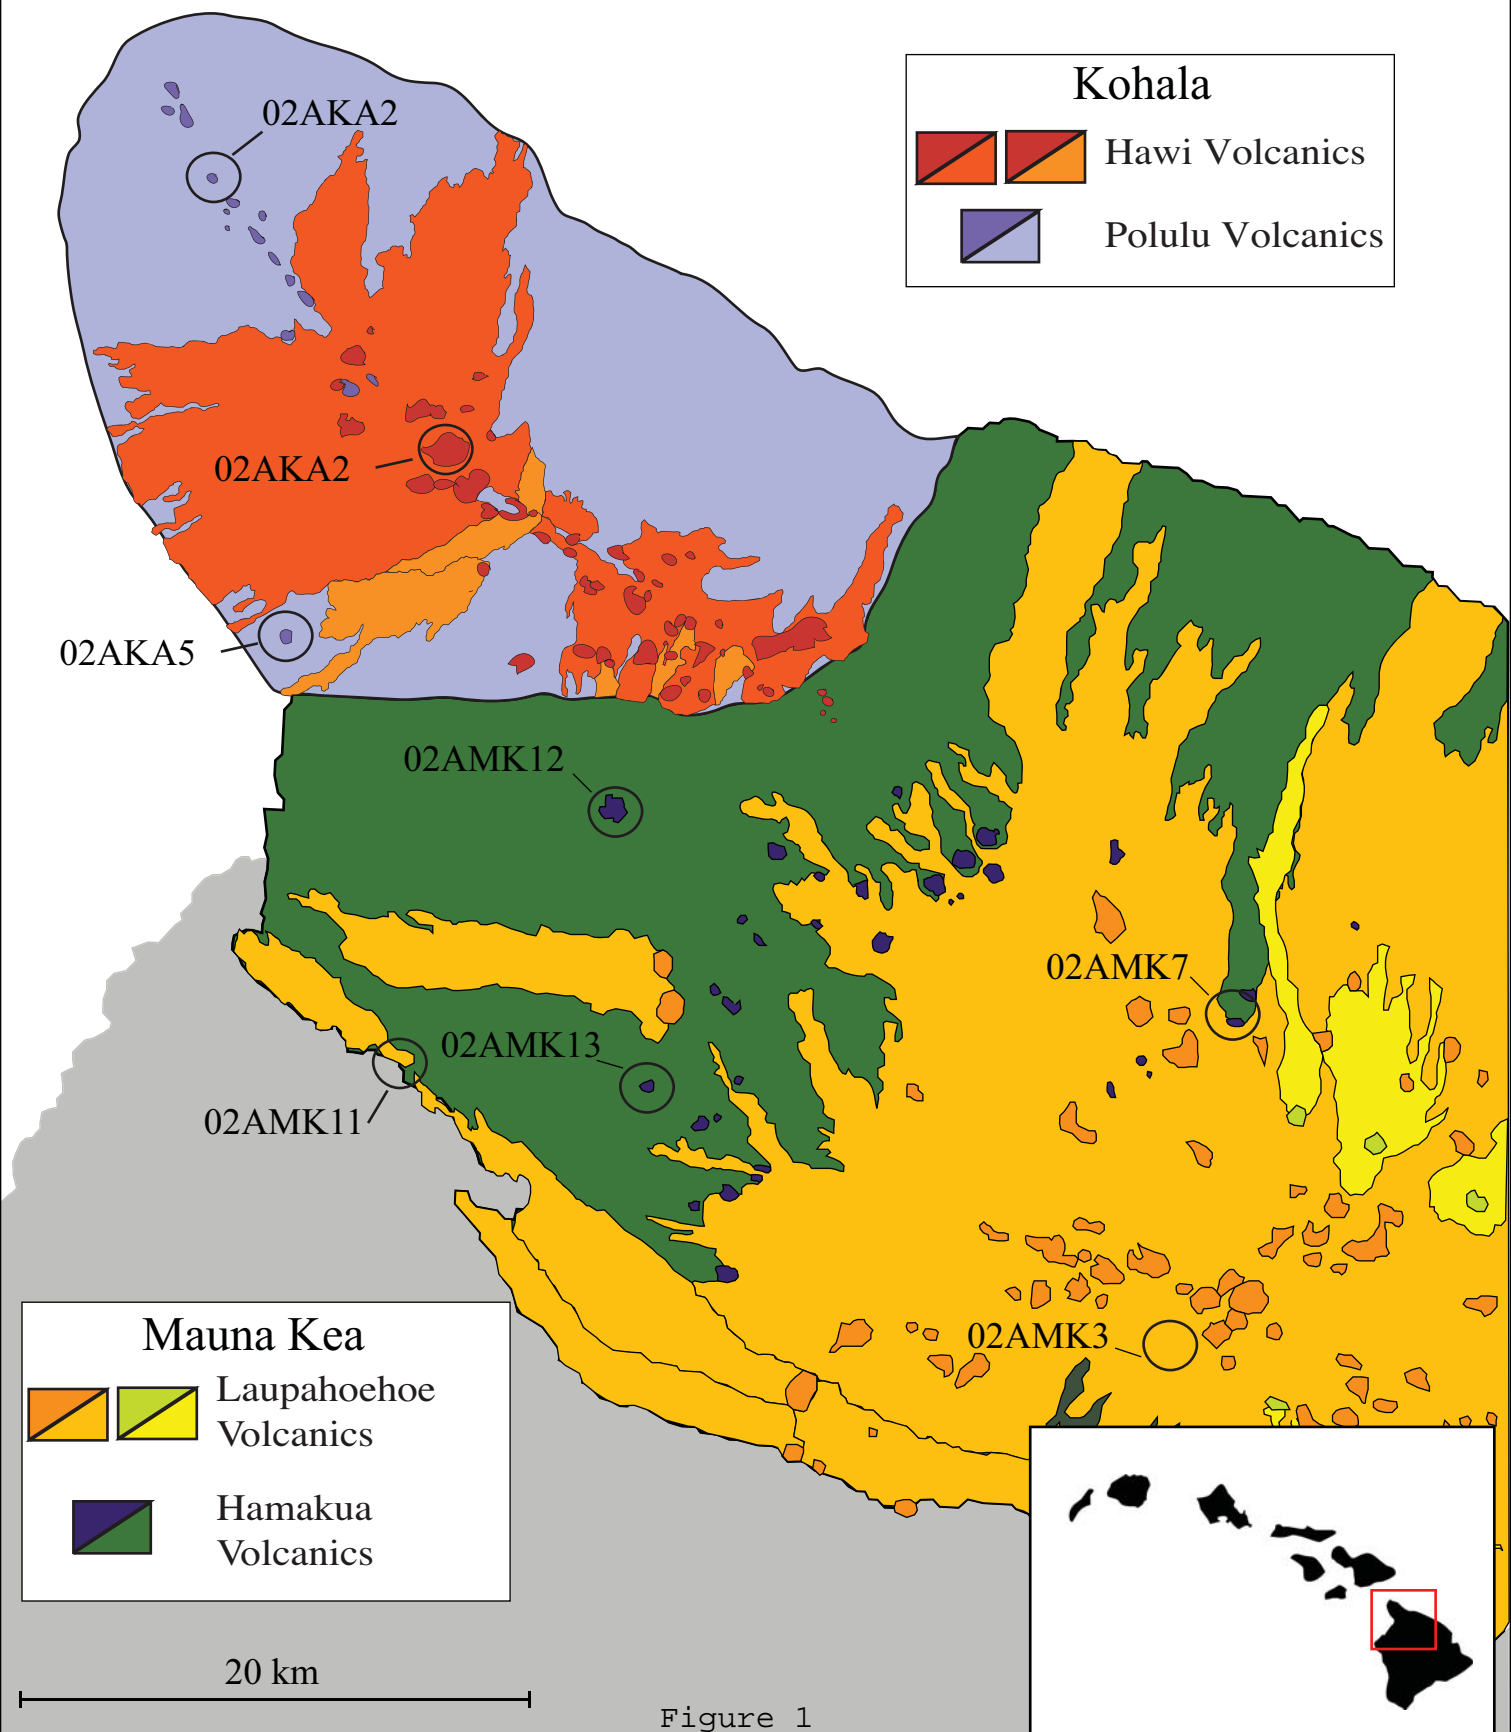 Kohala
Hawi Volcanics
Polulu Volcanics
02AKA2
02AKA2
02AKA5
02AMK12
02AMK7
02AMK13
02AMK11
02AMK3
Mauna Kea
Laupahoehoe
Volcanics
Hamakua
Volcanics
20 km
Figure 1